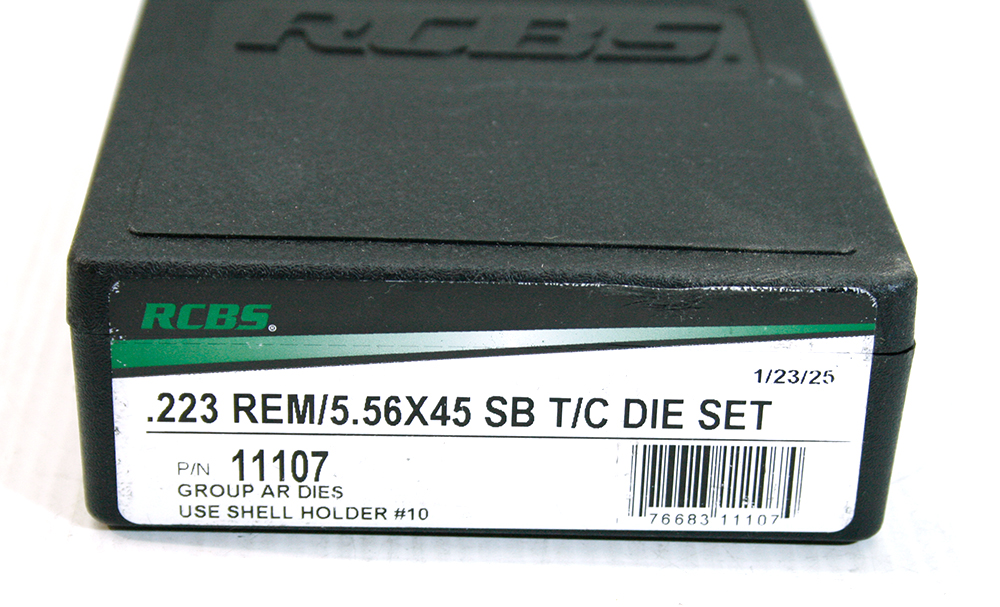 RCBS.
RCBS®
1/23/25
.223 REM/5.56X45 SB T/C DIE SET
P/N 11107
GROUP AR DIES
USE SHELL HOLDER #10
76683 11107